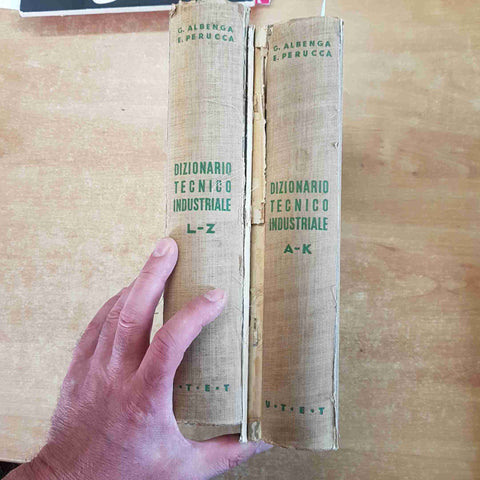 G. ALBENGA
E. PERUCCA
DIZIONARIO
TECNICO
INDUSTRIALE
L-Z
U·T·E·T
G. ALBENGA
E. PERUCCA
DIZIONARIO
TECNICO
INDUSTRIALE
A-K
U·T·E·T